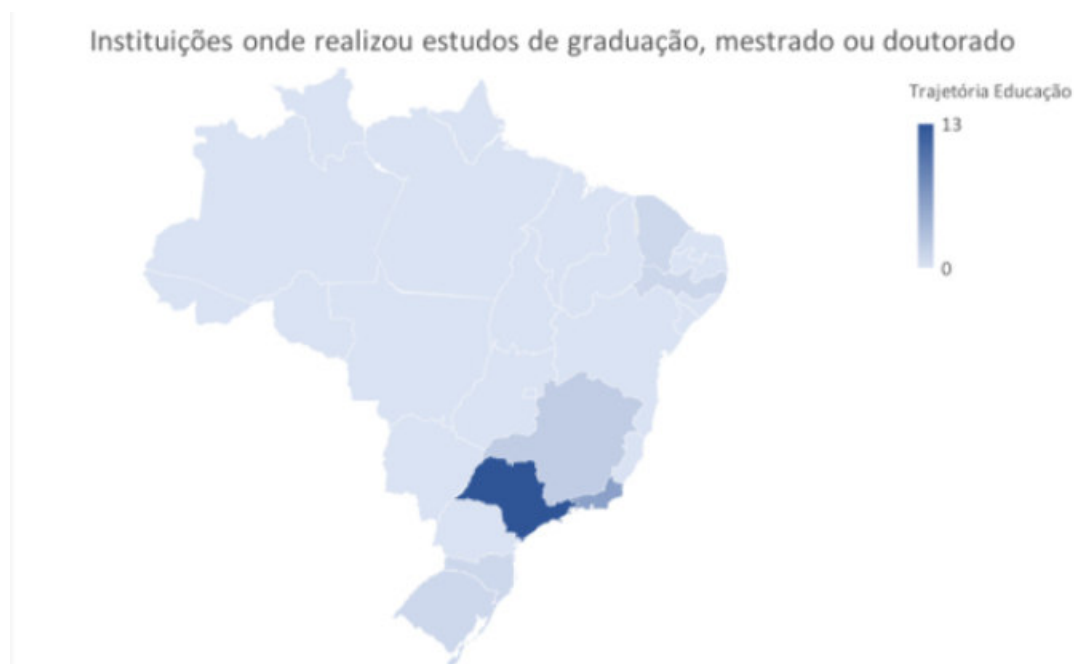 Instituições onde realizou estudos de graduação, mestrado ou doutorado
Trajetória Educação
13
0